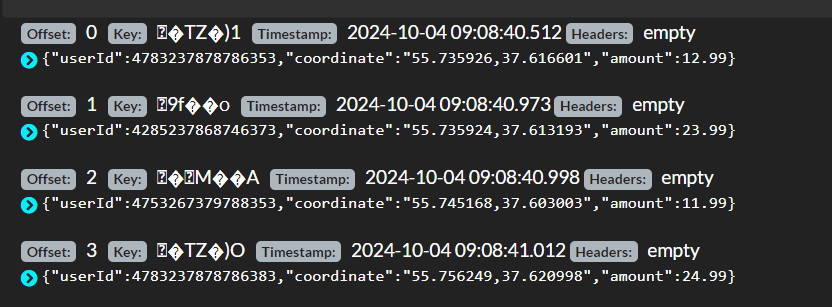 Offset: 0 Key: �TZ�)1 Timestamp: 2024-10-04 09:08:40.512 Headers: empty
{"userId":4783237878786353,"coordinate":"55.735926,37.616601","amount":12.99}
Offset: 1 Key: 9f��o Timestamp: 2024-10-04 09:08:40.973 Headers: empty
{"userId":4285237868746373,"coordinate":"55.735924,37.613193","amount":23.99}
Offset: 2 Key: �M��A Timestamp: 2024-10-04 09:08:40.998 Headers: empty
{"userId":4753267379788353,"coordinate":"55.745168,37.603003","amount":11.99}
Offset: 3 Key: �TZ�)O Timestamp: 2024-10-04 09:08:41.012 Headers: empty
{"userId":4783237878786383,"coordinate":"55.756249,37.620998","amount":24.99}